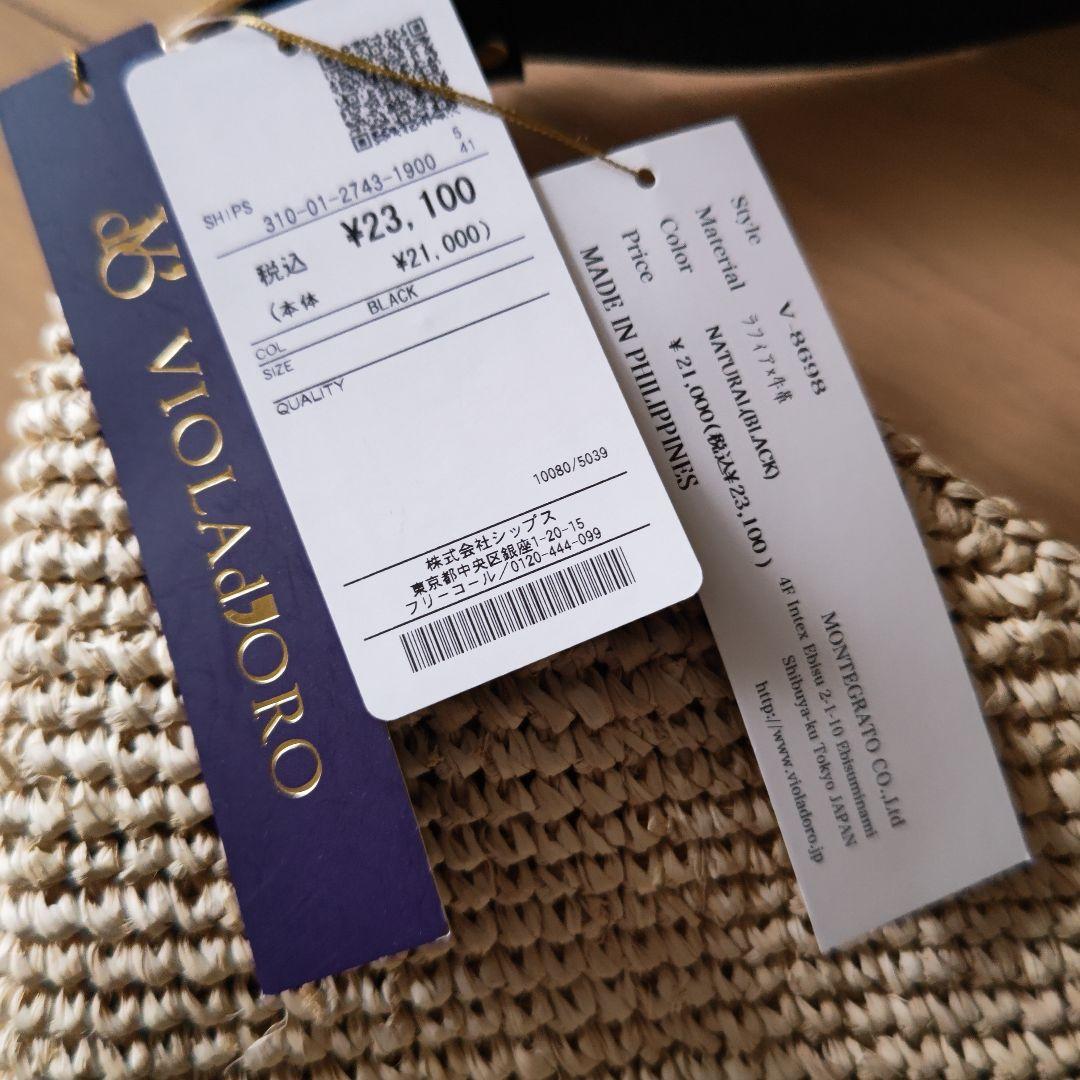 VIOLAd'ORO
SHIPS
310-01-2743-1900
5
41
¥23,100
税込
¥21,000)
(本体
BLACK
COL
SIZE
QUALITY
10080/5039
株式会社シップス
東京都中央区銀座1-20-15
フリーコール/0120-444-099
Style V-8698
Material ラフィア×牛革
Color NATURAL(BLACK)
Price ¥21,000(税込¥23,100)
MADE IN PHILIPPINES
MONTEGRATO CO.,Ltd
4F Intex Ebisu 2-1-10 Ebisuminami
Shibuya-ku Tokyo JAPAN
http://www.violadoro.jp